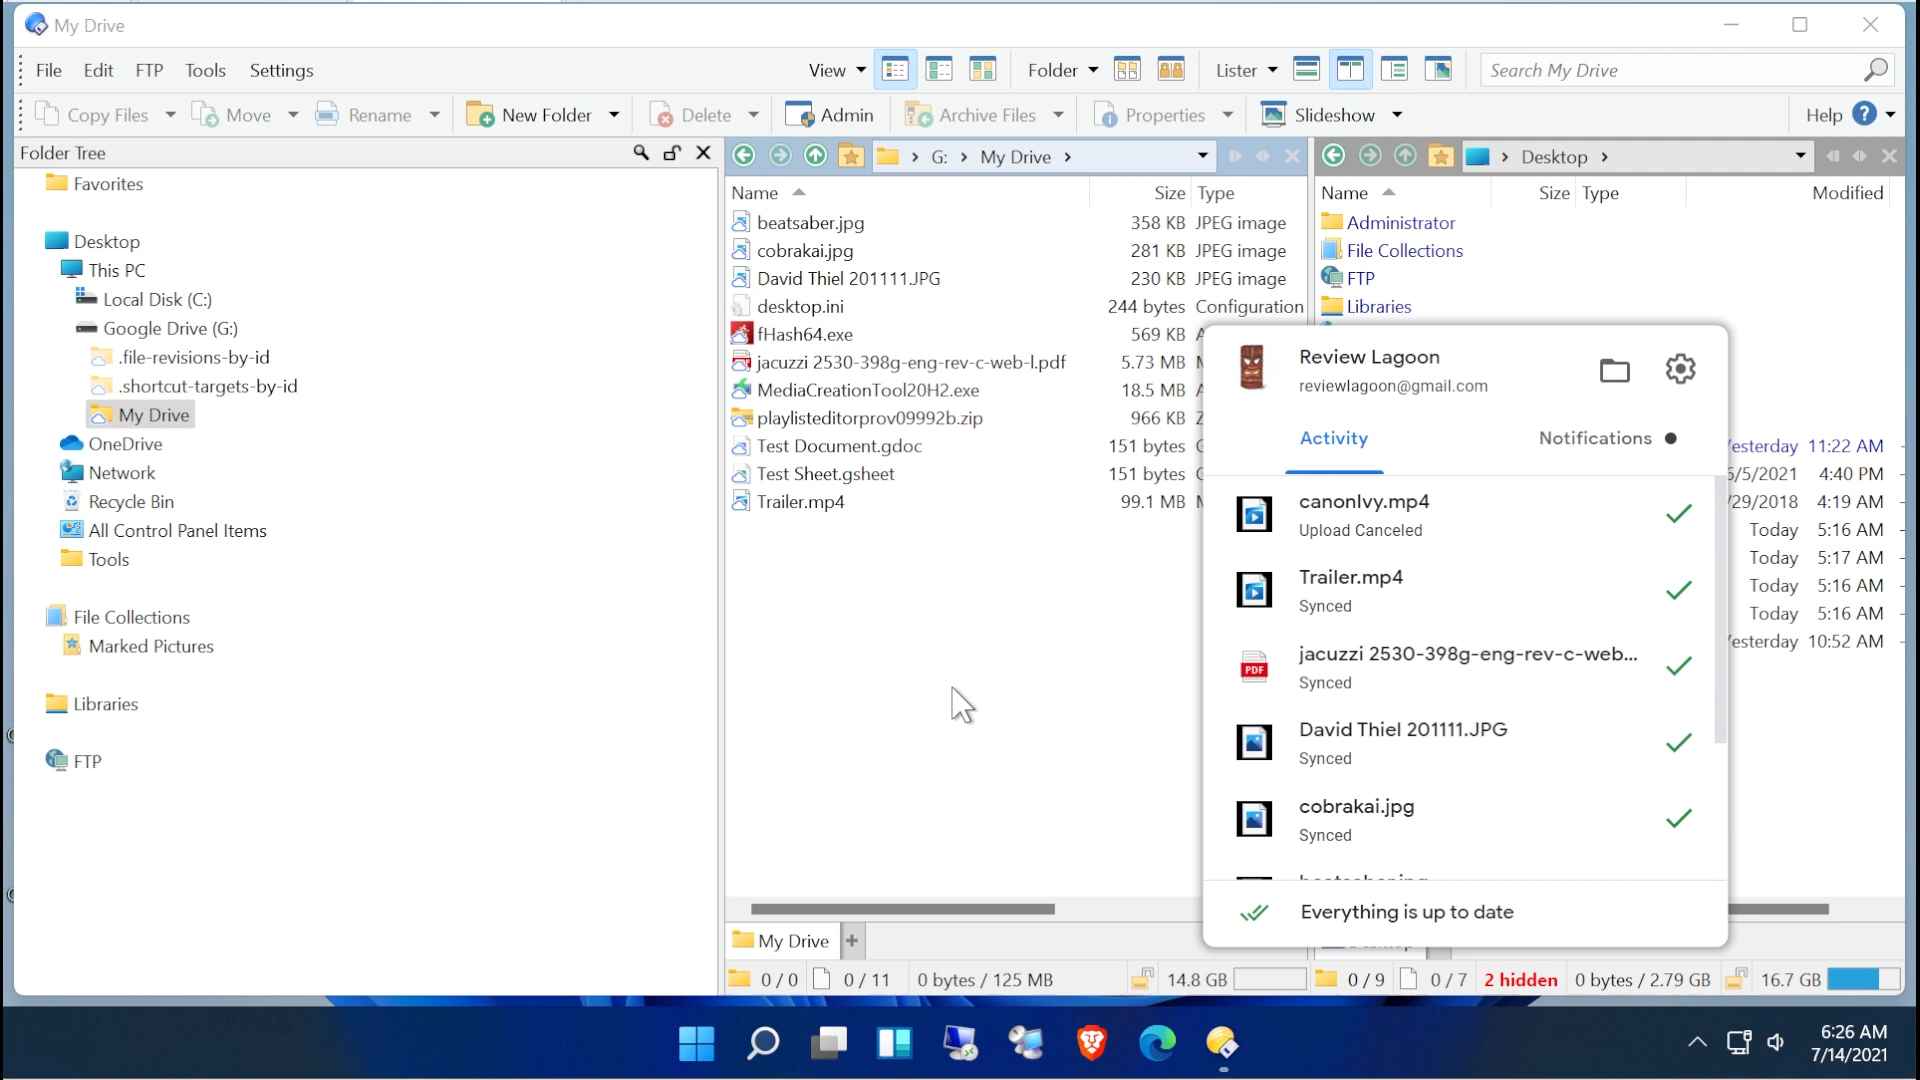 My Drive
File Edit FTP Tools Settings
View Folder Lister Search My Drive
Copy Files Move Rename New Folder Delete Admin Archive Files Properties Slideshow Help
Folder Tree
Favorites
Desktop
This PC
Local Disk (C:)
Google Drive (G:)
.file-revisions-by-id
.shortcut-targets-by-id
My Drive
OneDrive
Network
Recycle Bin
All Control Panel Items
Tools
File Collections
Marked Pictures
Libraries
FTP
G: My Drive
Name Size Type
beatsaber.jpg 358 KB JPEG image
cobrakai.jpg 281 KB JPEG image
David Thiel 201111.JPG 230 KB JPEG image
desktop.ini 244 bytes Configuration
fHash64.exe 569 KB
jacuzzi 2530-398g-eng-rev-c-web-l.pdf 5.73 MB
MediaCreationTool20H2.exe 18.5 MB
playlisteditorprov09992b.zip 966 KB
Test Document.gdoc 151 bytes
Test Sheet.gsheet 151 bytes
Trailer.mp4 99.1 MB
My Drive +
0 / 0 0 / 11 0 bytes / 125 MB 14.8 GB
Desktop
Name Size Type Modified
Administrator
File Collections
FTP
Libraries
esterday 11:22 AM
6/5/2021 4:40 PM
/29/2018 4:19 AM
Today 5:16 AM
Today 5:17 AM
Today 5:16 AM
Today 5:16 AM
esterday 10:52 AM
0 / 9 0 / 7 2 hidden 0 bytes / 2.79 GB 16.7 GB
Review Lagoon
reviewlagoon@gmail.com
Activity Notifications
canonIvy.mp4
Upload Canceled
Trailer.mp4
Synced
PDF
jacuzzi 2530-398g-eng-rev-c-web...
Synced
David Thiel 201111.JPG
Synced
cobrakai.jpg
Synced
Everything is up to date
6:26 AM
7/14/2021